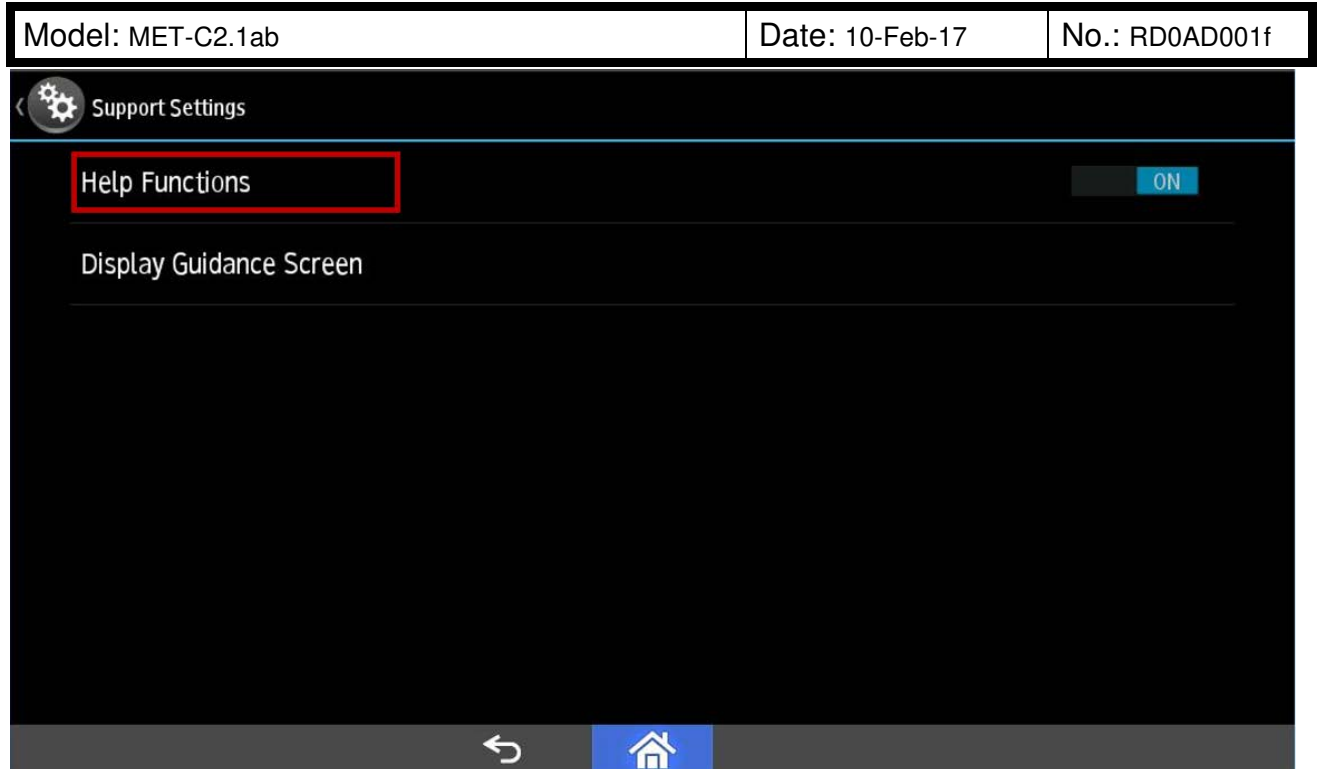 Model: MET-C2.1ab Date: 10-Feb-17 No.: RD0AD001f
Support Settings
Help Functions ON
Display Guidance Screen